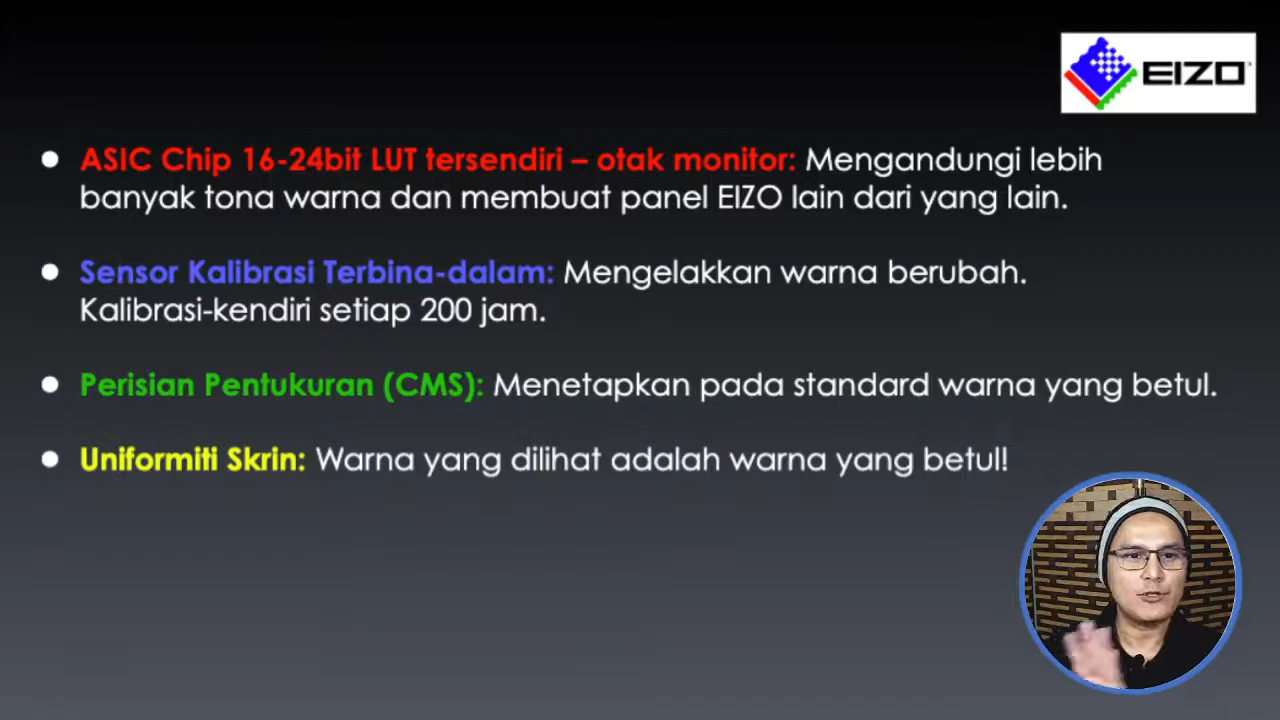 EIZO
ASIC Chip 16-24bit LUT tersendiri – otak monitor: Mengandungi lebih
banyak tona warna dan membuat panel EIZO lain dari yang lain.
Sensor Kalibrasi Terbina-dalam: Mengelakkan warna berubah.
Kalibrasi-kendiri setiap 200 jam.
Perisian Pentukuran (CMS): Menetapkan pada standard warna yang betul.
Uniformiti Skrin: Warna yang dilihat adalah warna yang betul!